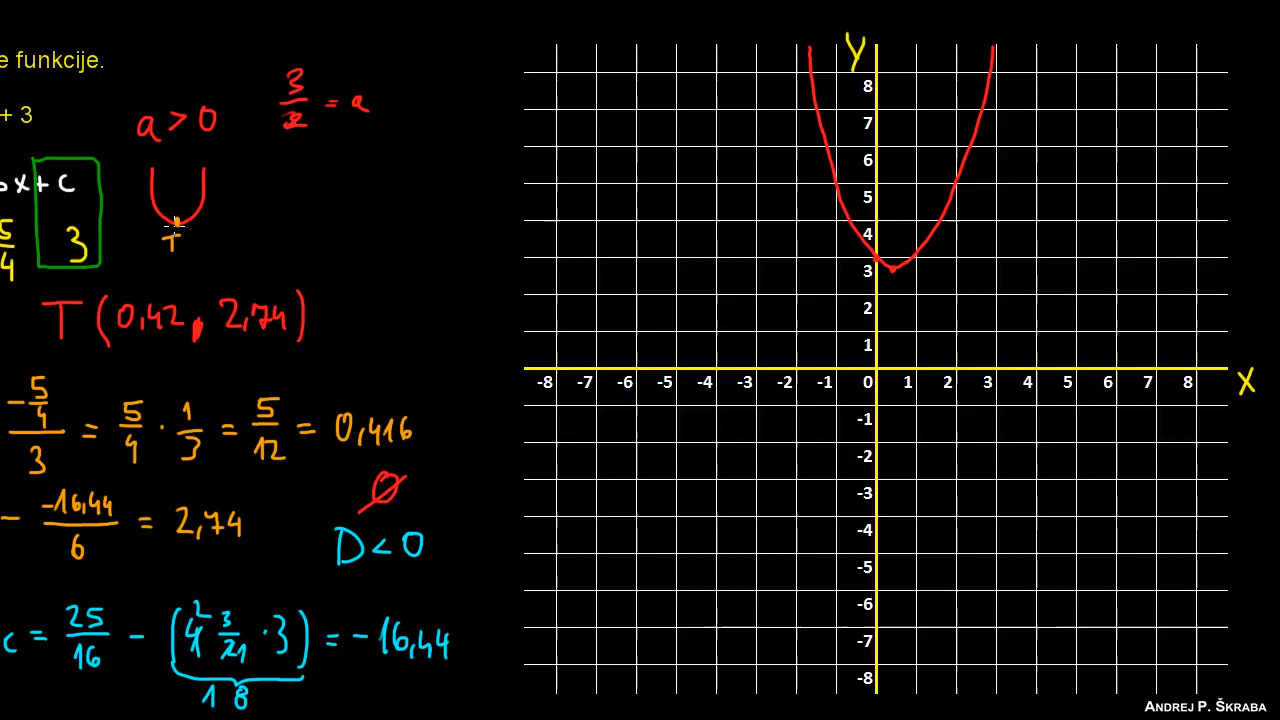 e funkcije.
+ 3
a > 0
3/2 = a
x + c
5/4 3
T
T (0,42, 2,74)
-5/4 / 3 = 5/4 · 1/3 = 5/12 = 0,416
- -16,44 / 6 = 2,74
Ø
D < 0
c = 25/16 - (4 2 3/2 1 · 3) = -16,44
18
Y
8
7
6
5
4
3
2
1
-8 -7 -6 -5 -4 -3 -2 -1 0 1 2 3 4 5 6 7 8 X
-1
-2
-3
-4
-5
-6
-7
-8
ANDREJ P. ŠKRABA